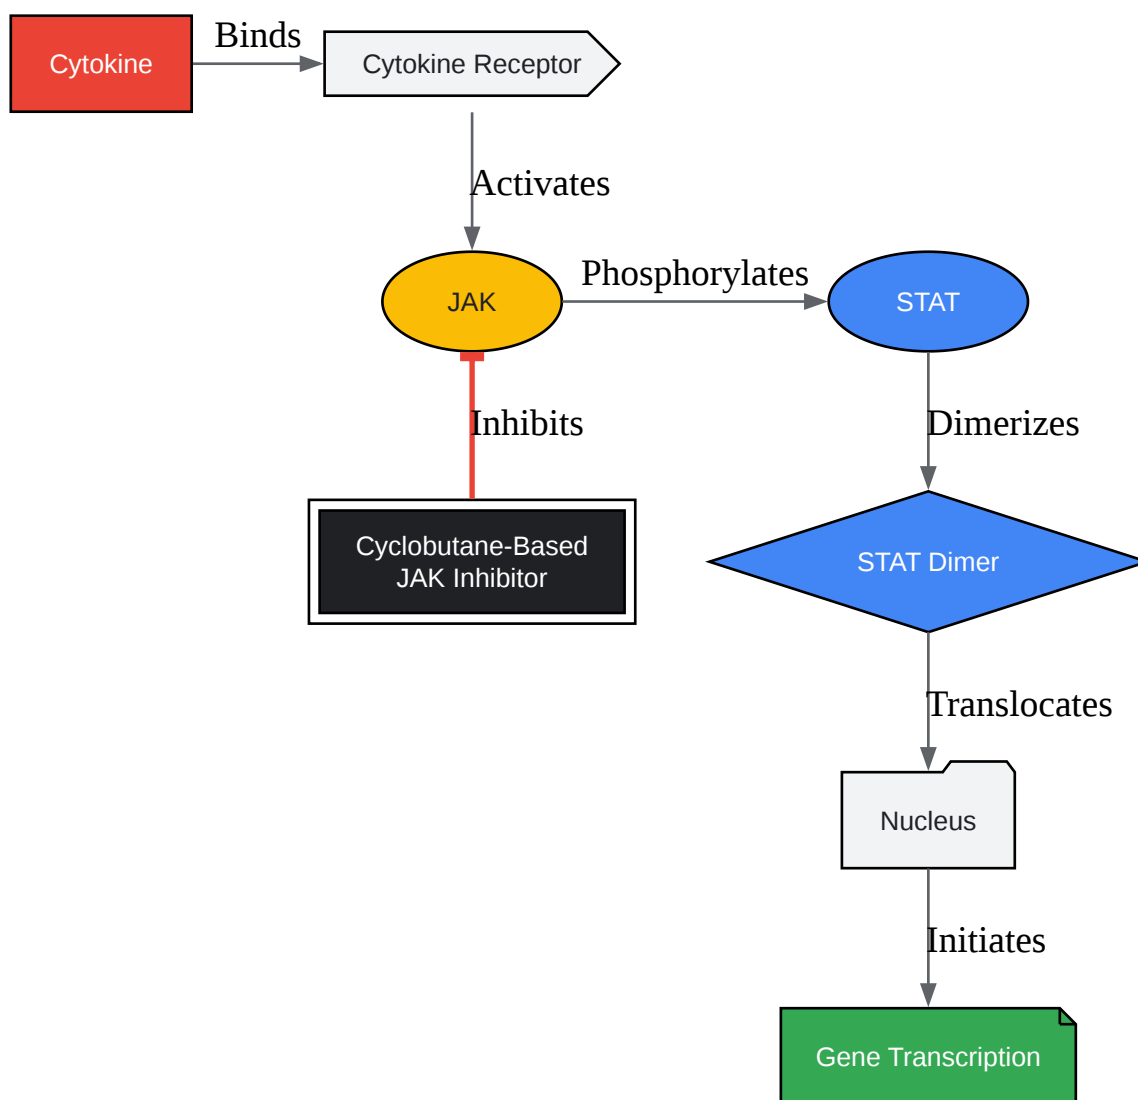 Cytokine
Binds
Cytokine Receptor
Activates
JAK
Phosphorylates
STAT
Inhibits
Dimerizes
Cyclobutane-Based
JAK Inhibitor
STAT Dimer
Translocates
Nucleus
Initiates
Gene Transcription